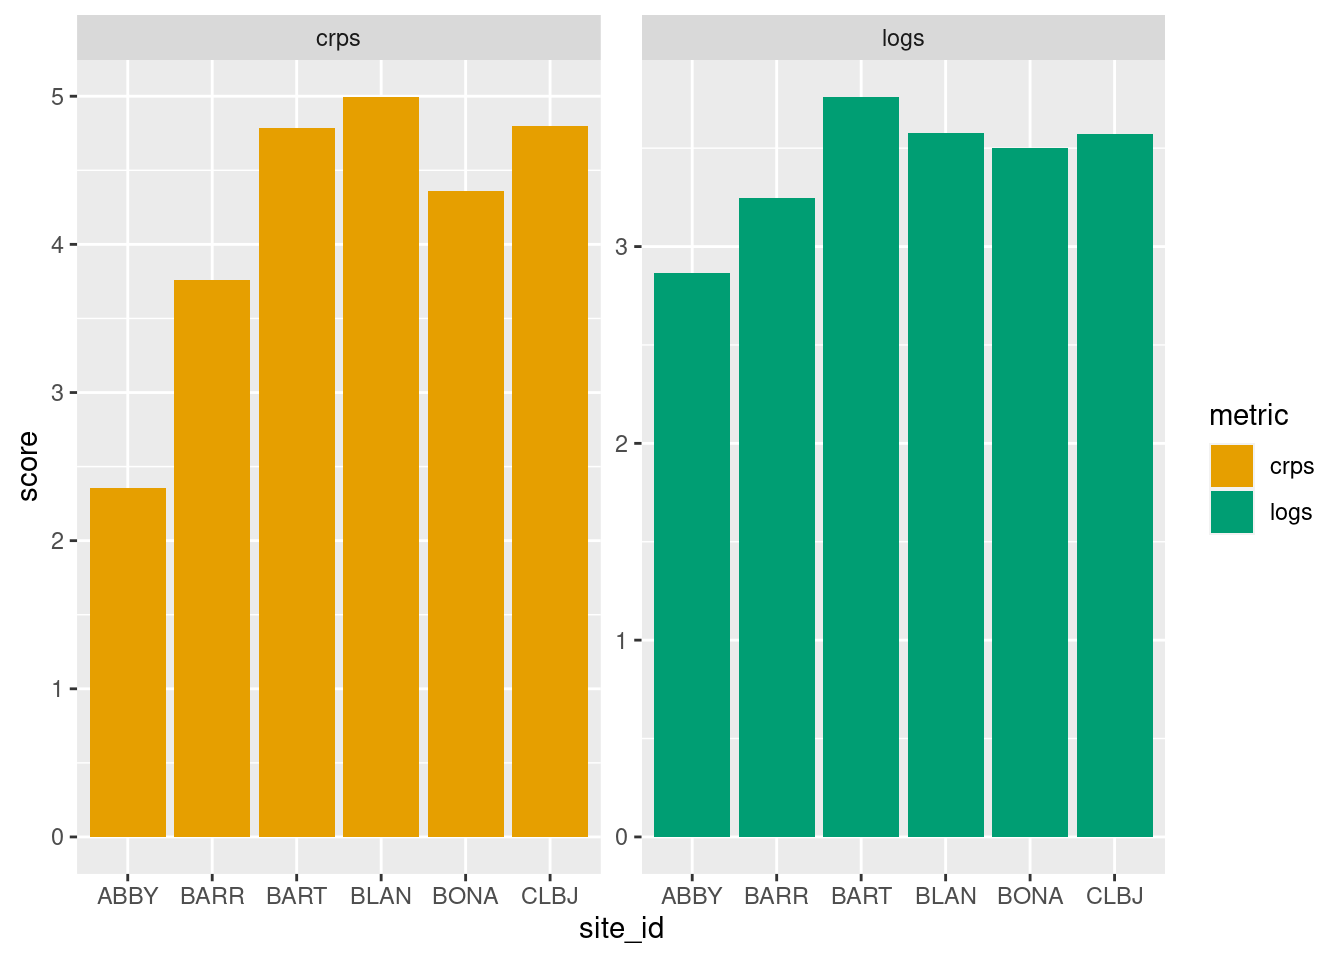 crps
logs
score
5
4
3
2
1
0
3
2
1
0
ABBY BARR BART BLAN BONA CLBJ
ABBY BARR BART BLAN BONA CLBJ
site_id
metric
crps
logs